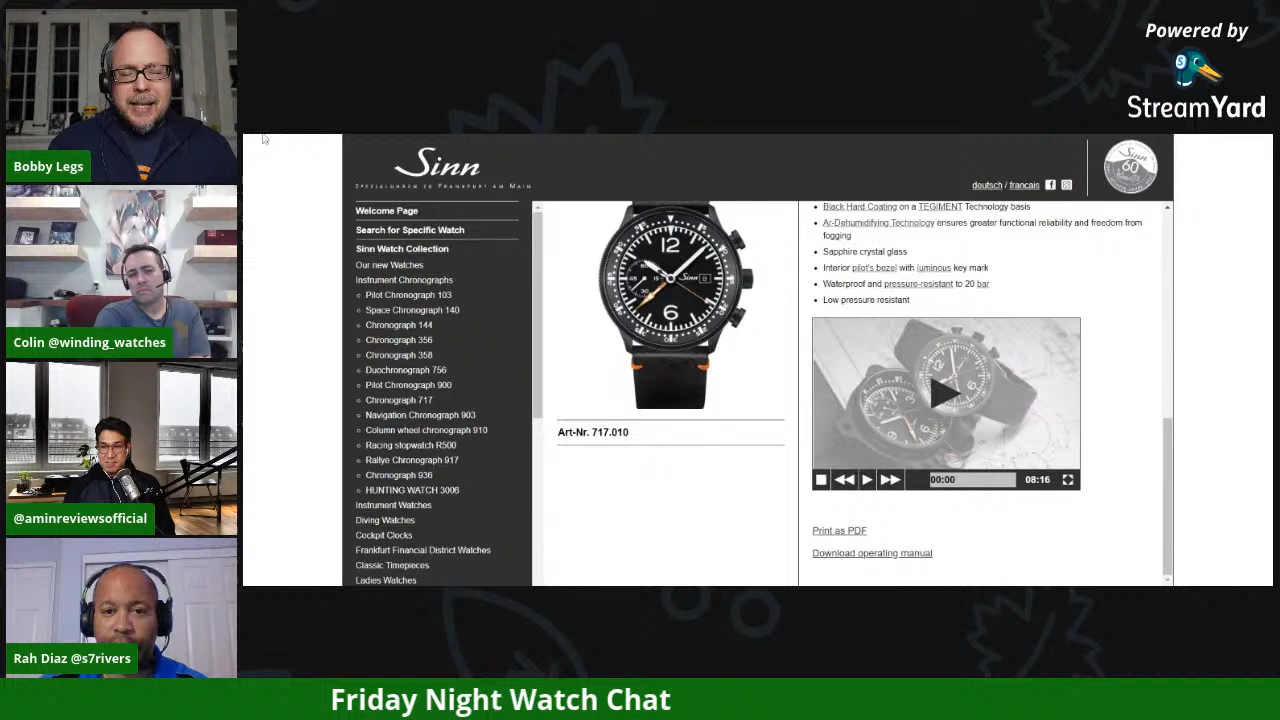 Powered by
StreamYard
Bobby Legs
Colin @winding_watches
@aminreviewsofficial
Rah Diaz @s7rivers
Sinn
SPEZIALUHREN ZU FRANKFURT AM MAIN
deutsch / francais
Sinn
60
Welcome Page
Search for Specific Watch
Sinn Watch Collection
Our new Watches
Instrument Chronographs
Pilot Chronograph 103
Space Chronograph 140
Chronograph 144
Chronograph 356
Chronograph 358
Duochronograph 756
Pilot Chronograph 900
Chronograph 717
Navigation Chronograph 903
Column wheel chronograph 910
Racing stopwatch R500
Rallye Chronograph 917
Chronograph 936
HUNTING WATCH 3006
Instrument Watches
Diving Watches
Cockpit Clocks
Frankfurt Financial District Watches
Classic Timepieces
Ladies Watches
12
Sinn
6
Art-Nr. 717.010
Black Hard Coating on a TEGIMENT Technology basis
Ar-Dehumidifying Technology ensures greater functional reliability and freedom from
fogging
Sapphire crystal glass
Interior pilot's bezel with luminous key mark
Waterproof and pressure-resistant to 20 bar
Low pressure resistant
00:00
08:16
Print as PDF
Download operating manual
Friday Night Watch Chat